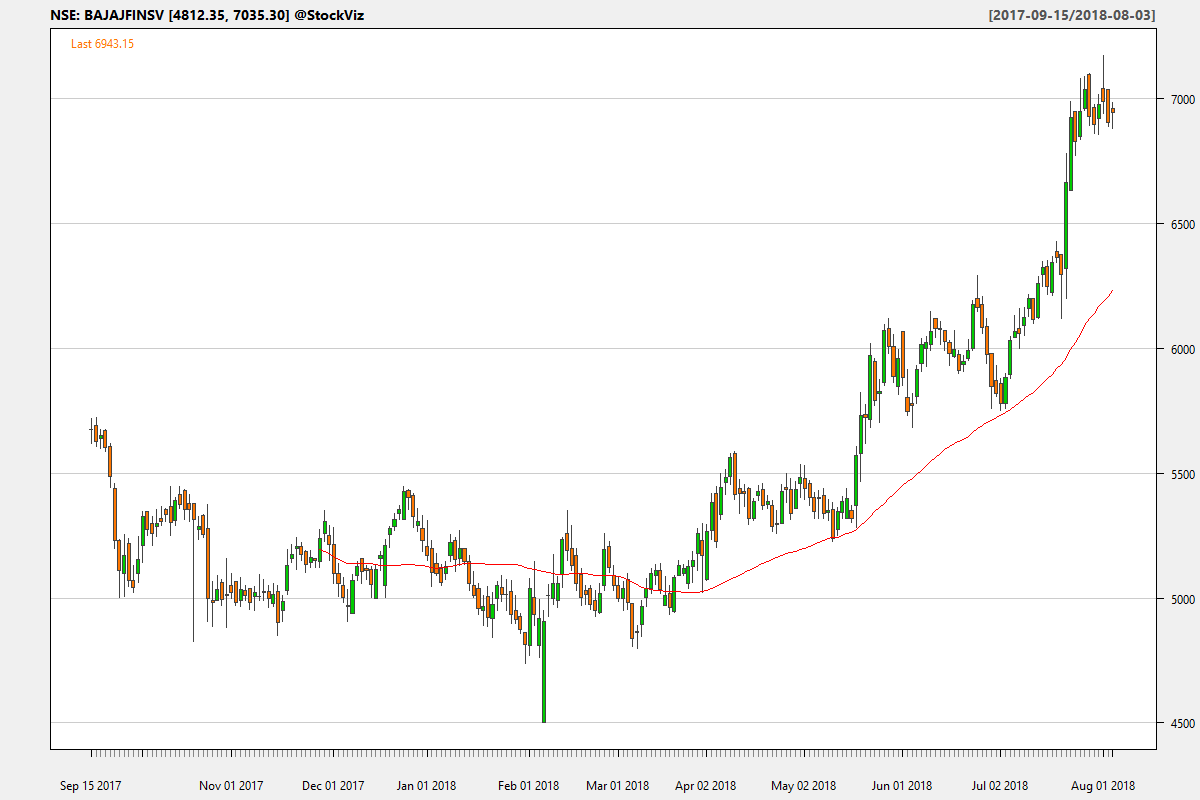 NSE: BAJAJFINSV [4812.35, 7035.30] @StockViz [2017-09-15/2018-08-03]
Last 6943.15
7000
6500
6000
5500
5000
4500
Sep 15 2017 Nov 01 2017 Dec 01 2017 Jan 01 2018 Feb 01 2018 Mar 01 2018 Apr 02 2018 May 02 2018 Jun 01 2018 Jul 02 2018 Aug 01 2018